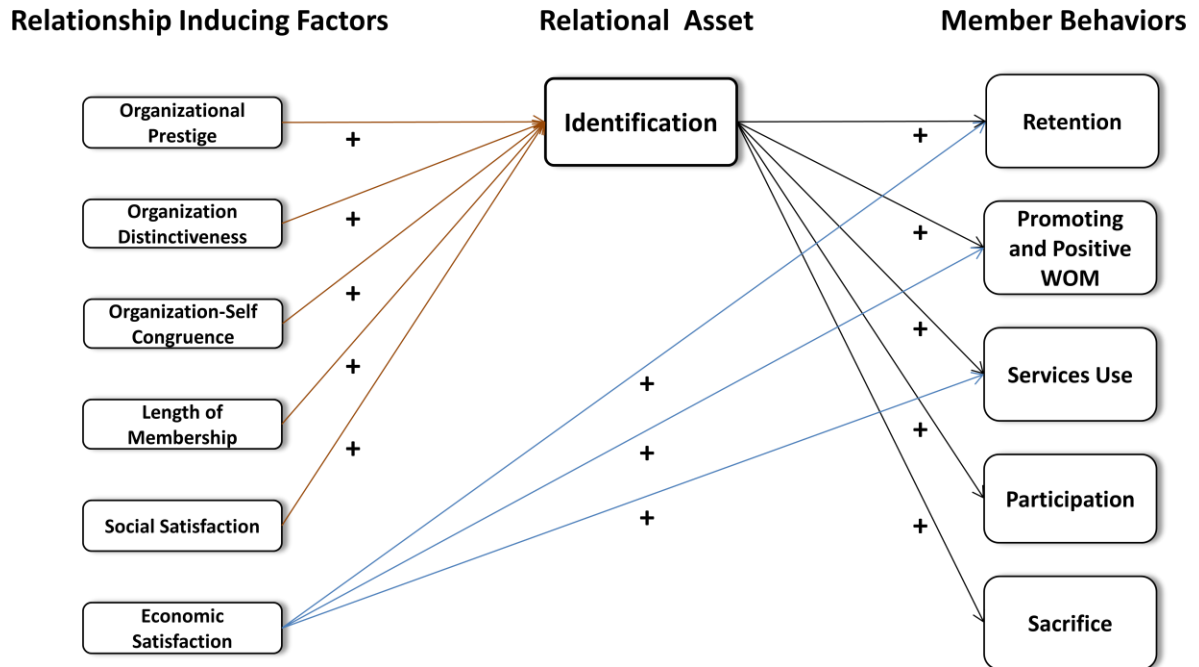 Relationship Inducing Factors
Relational Asset
Member Behaviors
Organizational
Prestige
+
Identification
+
Retention
Organization
Distinctiveness
+
+
Promoting
and Positive
WOM
Organization-Self
Congruence
+
+
+
Services Use
Length of
Membership
+
+
+
Participation
Social Satisfaction
+
+
Economic
Satisfaction
+
Sacrifice